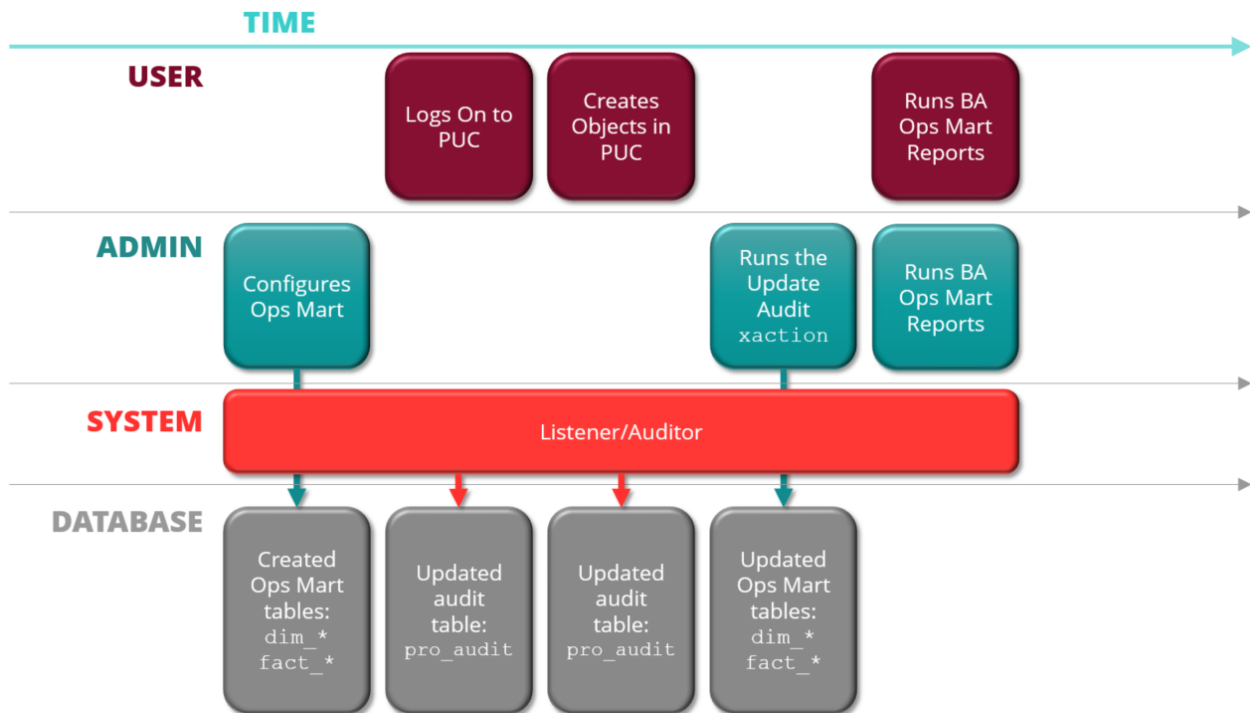 TIME
USER
Logs On to
PUC
Creates
Objects in
PUC
Runs BA
Ops Mart
Reports
ADMIN
Configures
Ops Mart
Runs the
Update
Audit
xaction
Runs BA
Ops Mart
Reports
SYSTEM
Listener/Auditor
DATABASE
Created
Ops Mart
tables:
dim_*
fact_*
Updated
audit
table:
pro_audit
Updated
audit
table:
pro_audit
Updated
Ops Mart
tables:
dim_*
fact_*